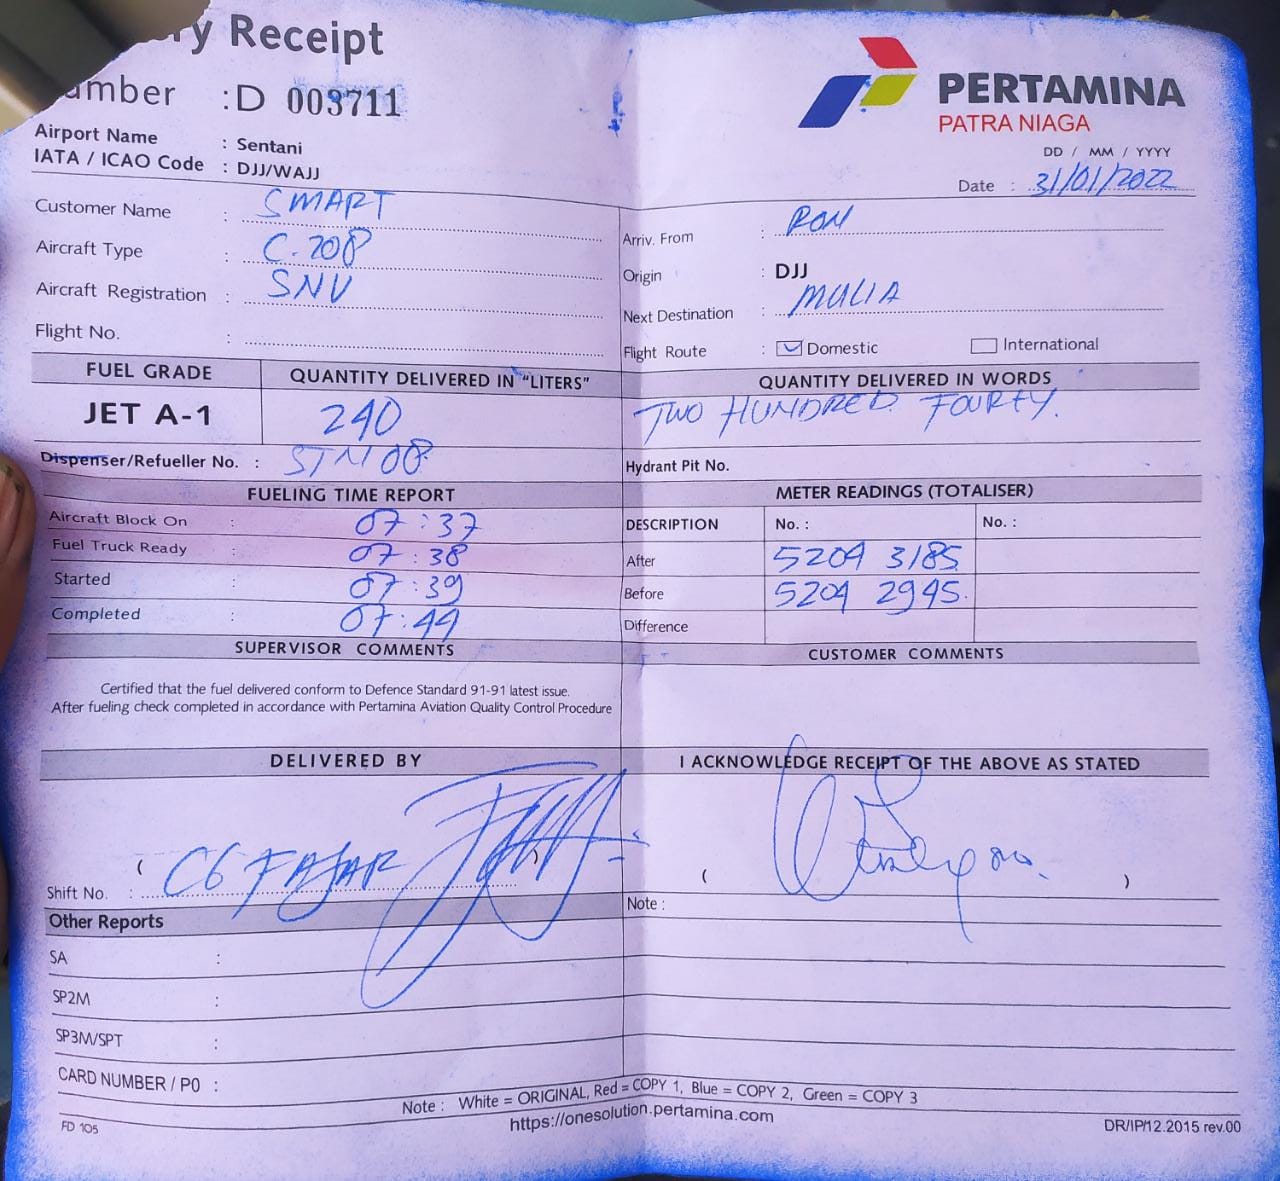 ry Receipt
umber : D 003711
PERTAMINA
PATRA NIAGA
Airport Name : Sentani
IATA / ICAO Code : DJJ/WAJJ
DD / MM / YYYY
Date : 31/01/2022
Customer Name : SMART
Aircraft Type : C.208
Aircraft Registration : SNV
Flight No. :
Arriv. From : RON
Origin : DJJ
Next Destination : MULIA
Flight Route : Domestic International
FUEL GRADE QUANTITY DELIVERED IN "LITERS" QUANTITY DELIVERED IN WORDS
JET A-1 240 TWO HUNDRED FOURTY.
Dispenser/Refueller No. : STN 08 Hydrant Pit No.
FUELING TIME REPORT
Aircraft Block On : 07:37
Fuel Truck Ready : 07:38
Started : 07:39
Completed : 07:44
METER READINGS (TOTALISER)
DESCRIPTION No. : No. :
After 5204 3185
Before 5204 2945.
Difference
SUPERVISOR COMMENTS CUSTOMER COMMENTS
Certified that the fuel delivered conform to Defence Standard 91-91 latest issue.
After fueling check completed in accordance with Pertamina Aviation Quality Control Procedure
DELIVERED BY I ACKNOWLEDGE RECEIPT OF THE ABOVE AS STATED
Shift No. : ( C6 FAJAR ) ( )
Note :
Other Reports
SA :
SP2M :
SP3M/SPT :
CARD NUMBER / PO :
Note : White = ORIGINAL, Red = COPY 1, Blue = COPY 2, Green = COPY 3
https://onesolution.pertamina.com
FD 105 DR/IP/12.2015 rev.00